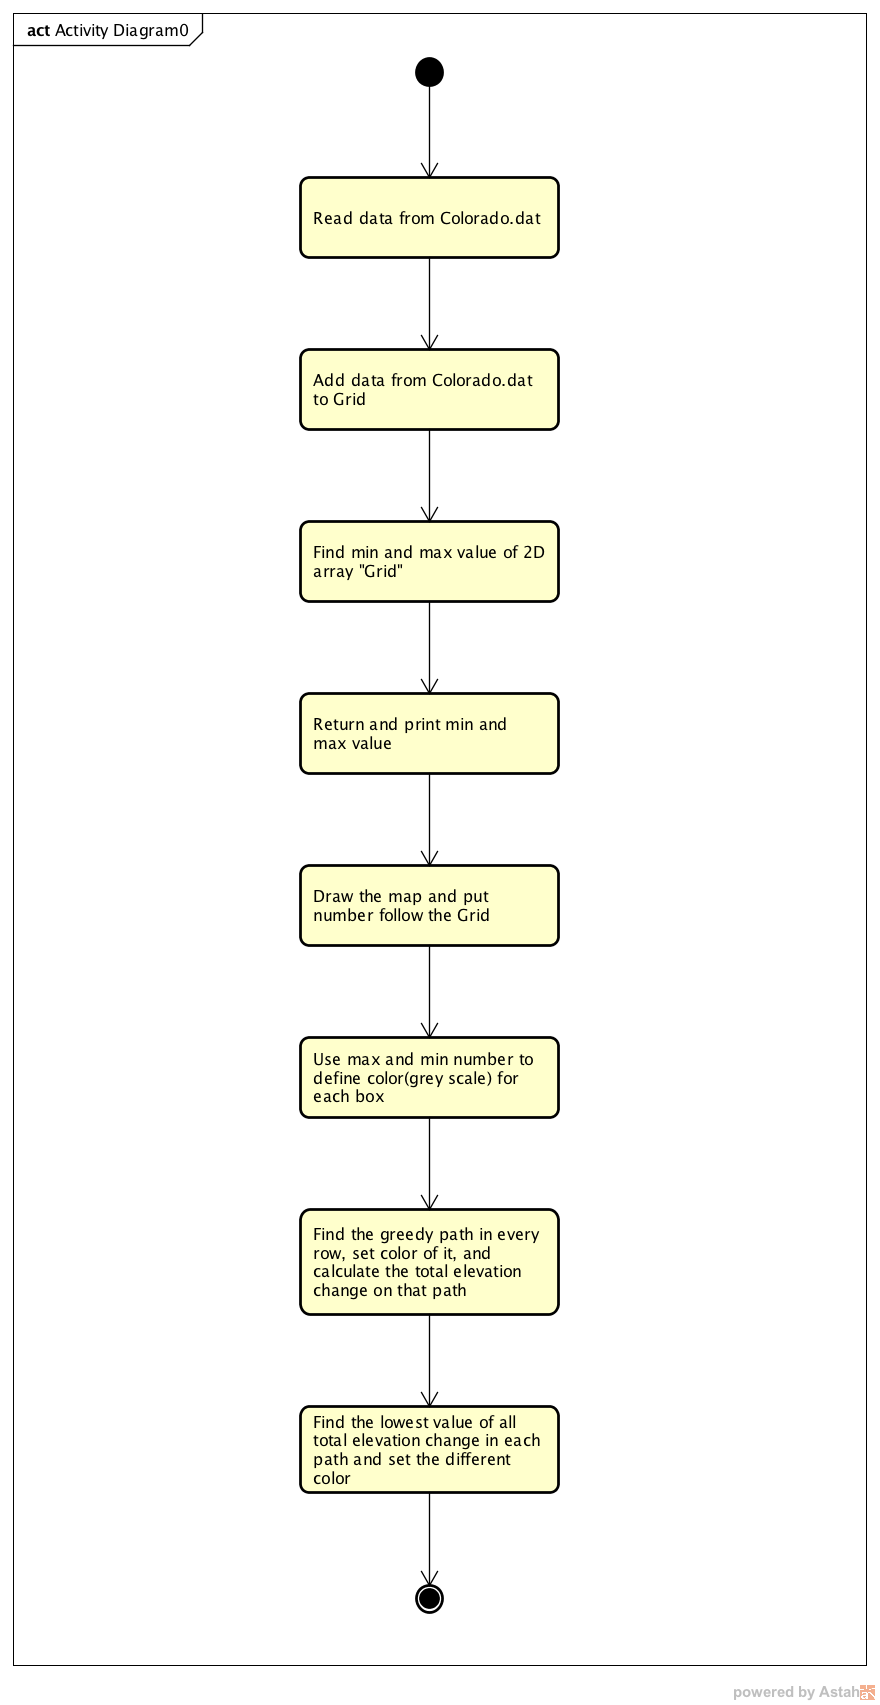 act Activity Diagram0
Read data from Colorado.dat
Add data from Colorado.dat
to Grid
Find min and max value of 2D
array "Grid"
Return and print min and
max value
Draw the map and put
number follow the Grid
Use max and min number to
define color(grey scale) for
each box
Find the greedy path in every
row, set color of it, and
calculate the total elevation
change on that path
Find the lowest value of all
total elevation change in each
path and set the different
color
powered by Astah